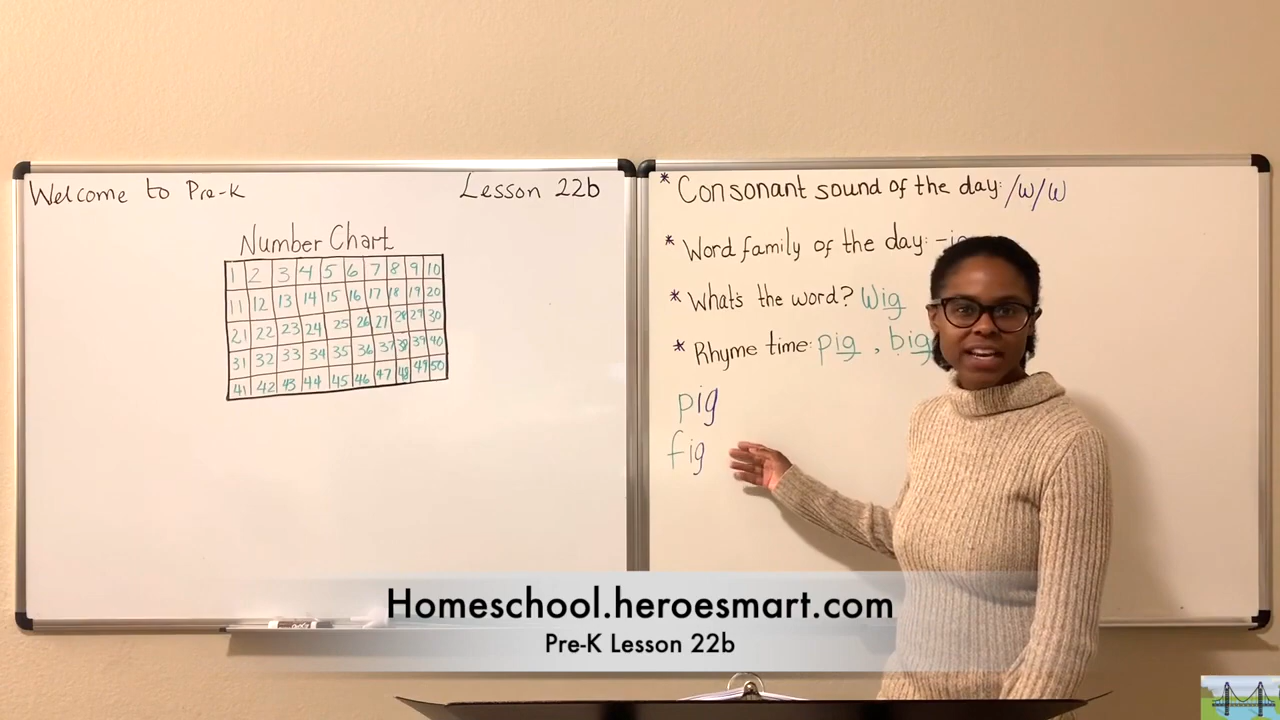 Welcome to Pre-K
Lesson 22b
Number Chart
1 2 3 4 5 6 7 8 9 10
11 12 13 14 15 16 17 18 19 20
21 22 23 24 25 26 27 28 29 30
31 32 33 34 35 36 37 38 39 40
41 42 43 44 45 46 47 48 49 50
* Consonant sound of the day: /w/w
* Word family of the day: -ig
* What's the word? Wig
* Rhyme time: pig , big
pig
fig
Homeschool.heroesmart.com
Pre-K Lesson 22b